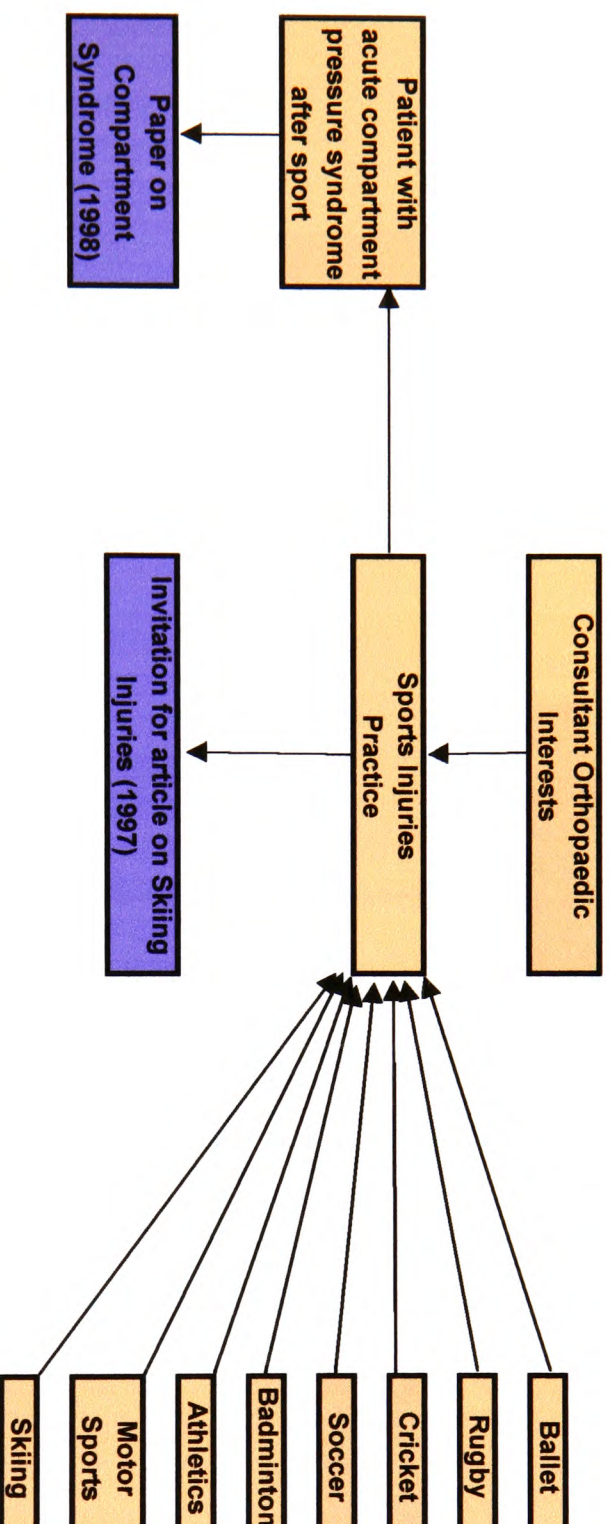 Consultant Orthopaedic
Interests
Sports Injuries
Practice
Invitation for article on Skiing
Injuries (1997)
Patient with
acute compartment
pressure syndrome
after sport
Paper on
Compartment
Syndrome (1998)
Ballet
Rugby
Cricket
Soccer
Badminton
Athletics
Motor
Sports
Skiing